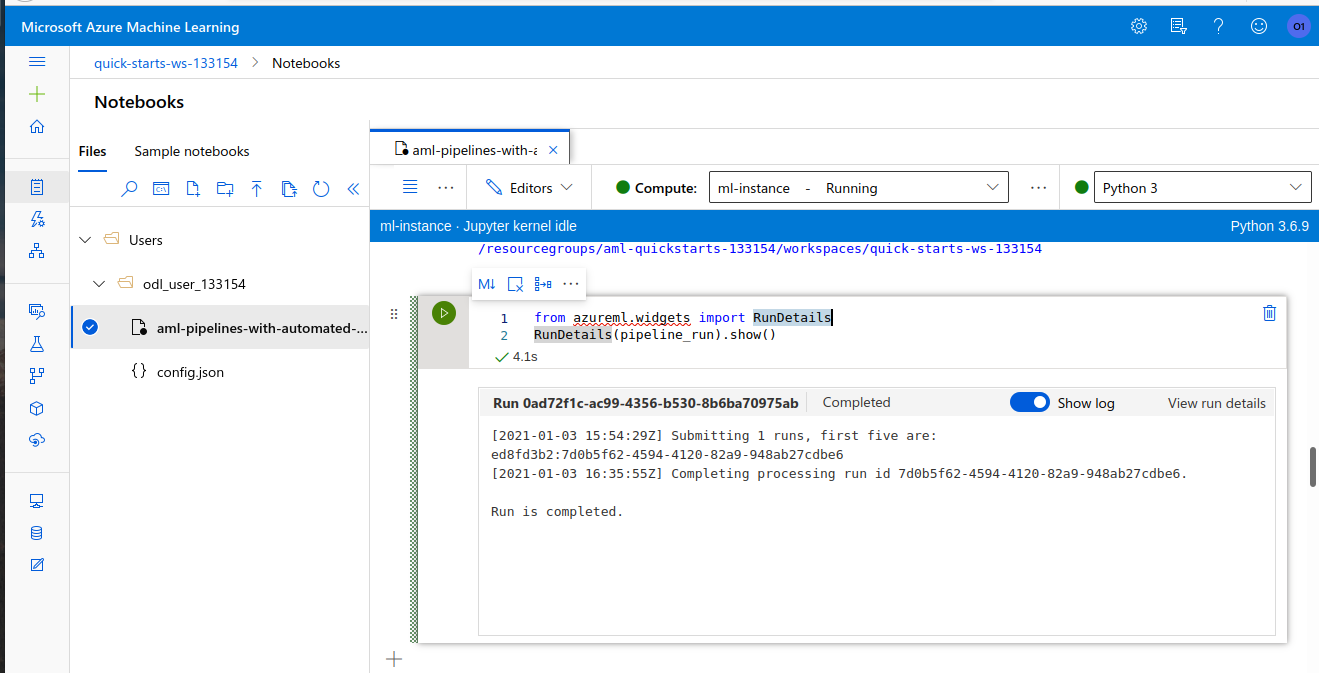 Microsoft Azure Machine Learning
O1
quick-starts-ws-133154 > Notebooks
Notebooks
Files
Sample notebooks
aml-pipelines-with-a
Editors
Compute:
ml-instance - Running
Python 3
ml-instance · Jupyter kernel idle
Python 3.6.9
Users
odl_user_133154
aml-pipelines-with-automated-...
config.json
/resourcegroups/aml-quickstarts-133154/workspaces/quick-starts-ws-133154
M↓
1 from azureml.widgets import RunDetails
2 RunDetails(pipeline_run).show()
4.1s
Run 0ad72f1c-ac99-4356-b530-8b6ba70975ab
Completed
Show log
View run details
[2021-01-03 15:54:29Z] Submitting 1 runs, first five are:
ed8fd3b2:7d0b5f62-4594-4120-82a9-948ab27cdbe6
[2021-01-03 16:35:55Z] Completing processing run id 7d0b5f62-4594-4120-82a9-948ab27cdbe6.
Run is completed.